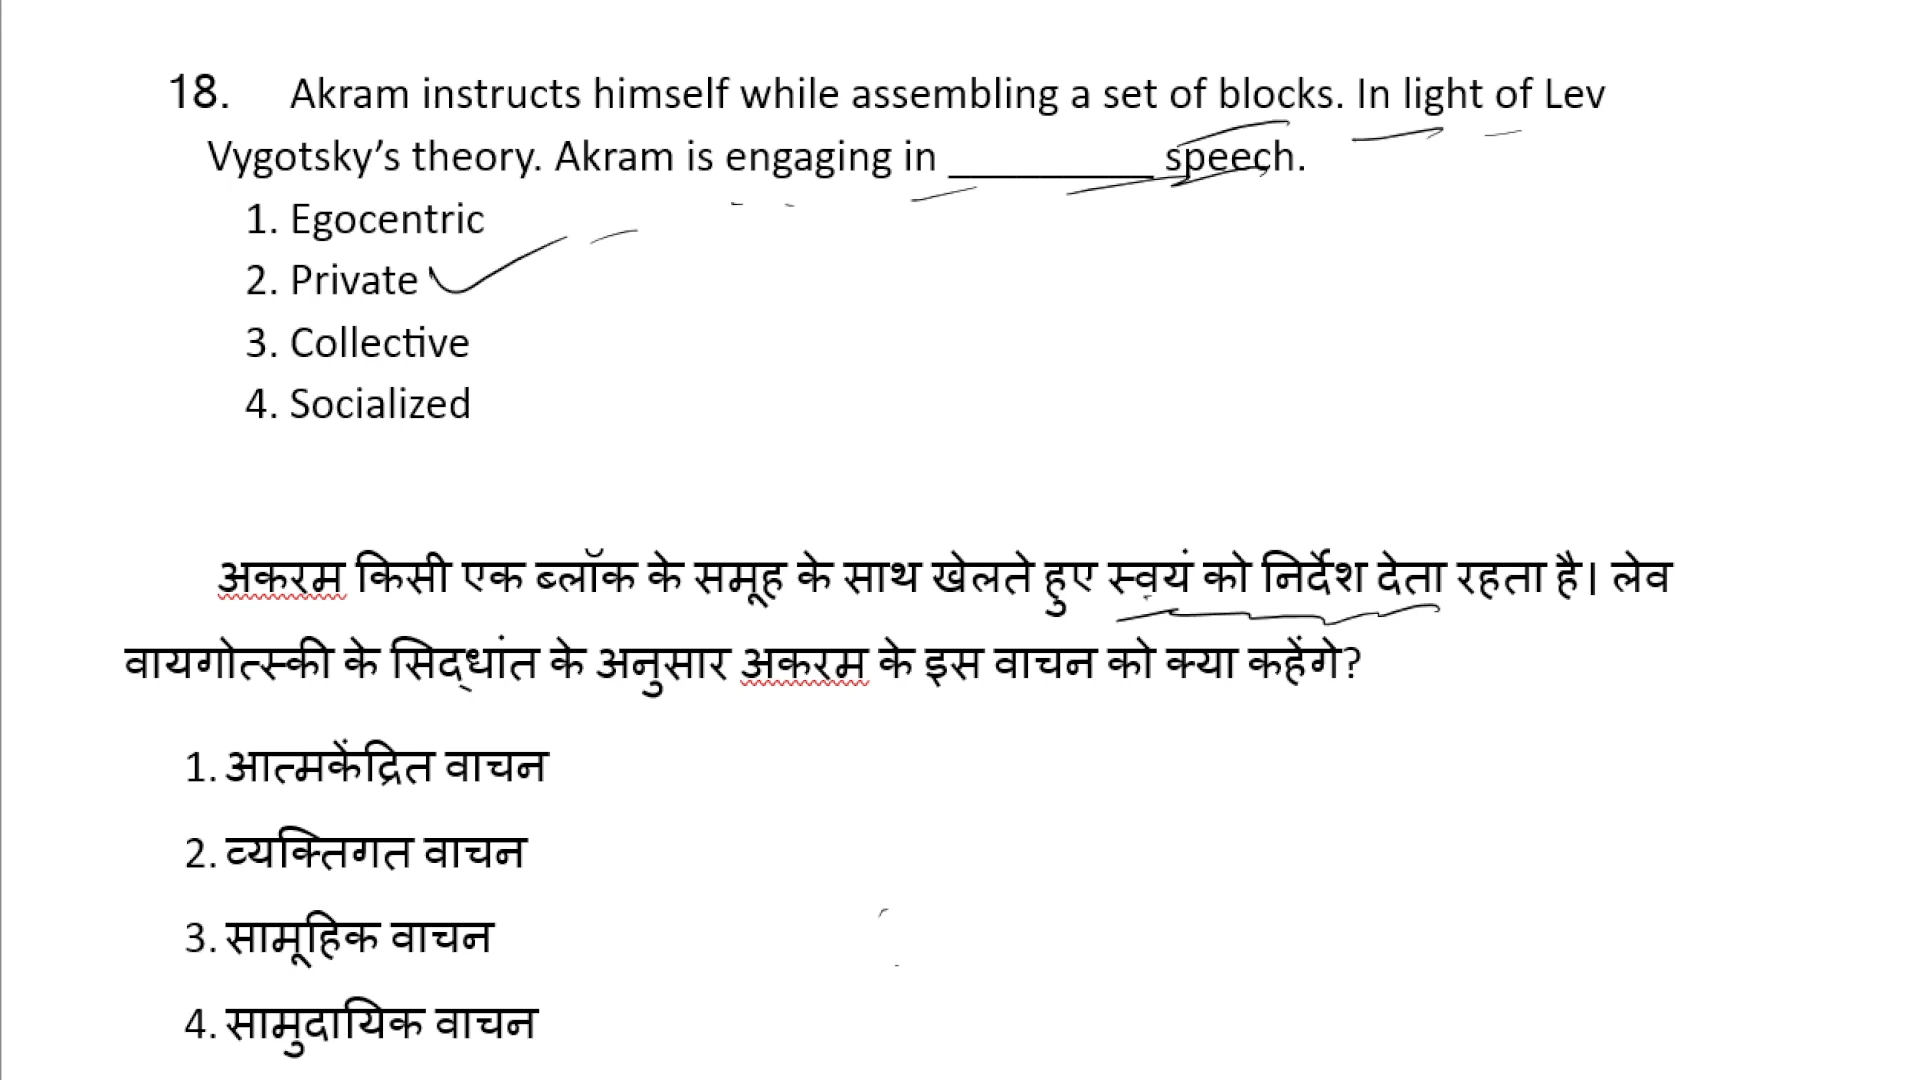 18. Akram instructs himself while assembling a set of blocks. In light of Lev
Vygotsky’s theory. Akram is engaging in __________ speech.
1. Egocentric
2. Private
3. Collective
4. Socialized
अकरम किसी एक ब्लॉक के समूह के साथ खेलते हुए स्वयं को निर्देश देता रहता है। लेव
वायगोत्स्की के सिद्धांत के अनुसार अकरम के इस वाचन को क्या कहेंगे?
1. आत्मकेंद्रित वाचन
2. व्यक्तिगत वाचन
3. सामूहिक वाचन
4. सामुदायिक वाचन